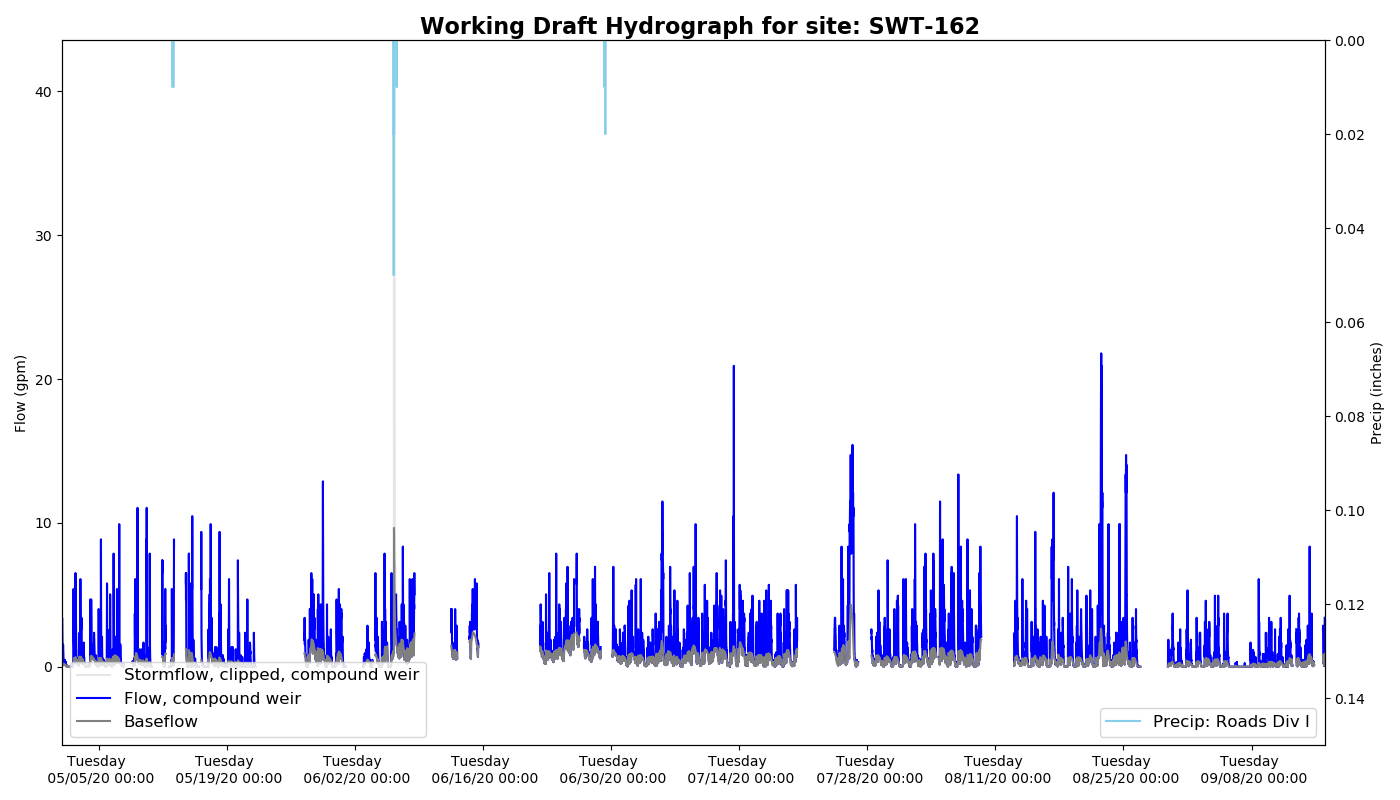 Working Draft Hydrograph for site: SWT-162
40
30
20
10
0
Flow (gpm)
0.00
0.02
0.04
0.06
0.08
0.10
0.12
0.14
Precip (inches)
Stormflow, clipped, compound weir
Flow, compound weir
Baseflow
Precip: Roads Div I
Tuesday
05/05/20 00:00
Tuesday
05/19/20 00:00
Tuesday
06/02/20 00:00
Tuesday
06/16/20 00:00
Tuesday
06/30/20 00:00
Tuesday
07/14/20 00:00
Tuesday
07/28/20 00:00
Tuesday
08/11/20 00:00
Tuesday
08/25/20 00:00
Tuesday
09/08/20 00:00